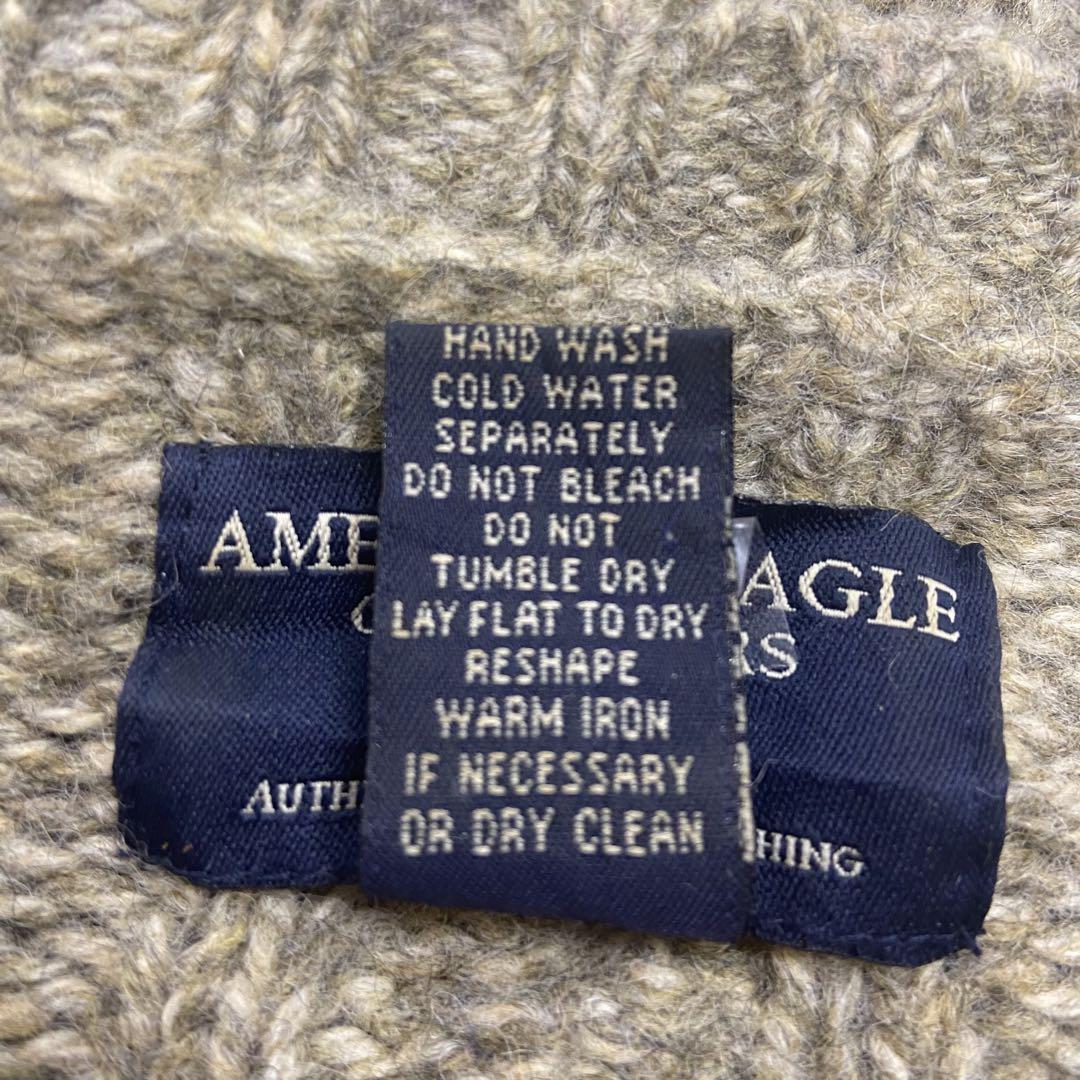 HAND WASH
COLD WATER
SEPARATELY
DO NOT BLEACH
DO NOT
TUMBLE DRY
LAY FLAT TO DRY
RESHAPE
WARM IRON
IF NECESSARY
OR DRY CLEAN
AME AGLE
RS
AUTH HING